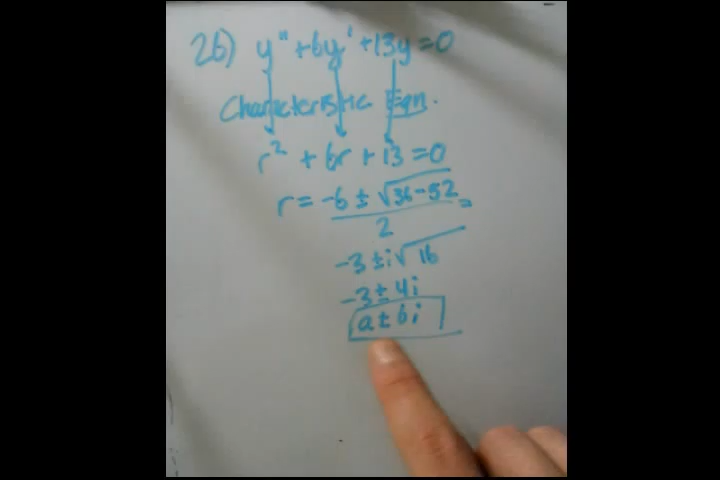 26) y'' + 6y' + 13y = 0
Characteristic Eqn.
r² + 6r + 13 = 0
r = -6 ± √36-52 =
2
-3 ± i√16
-3 ± 4i
a ± bi